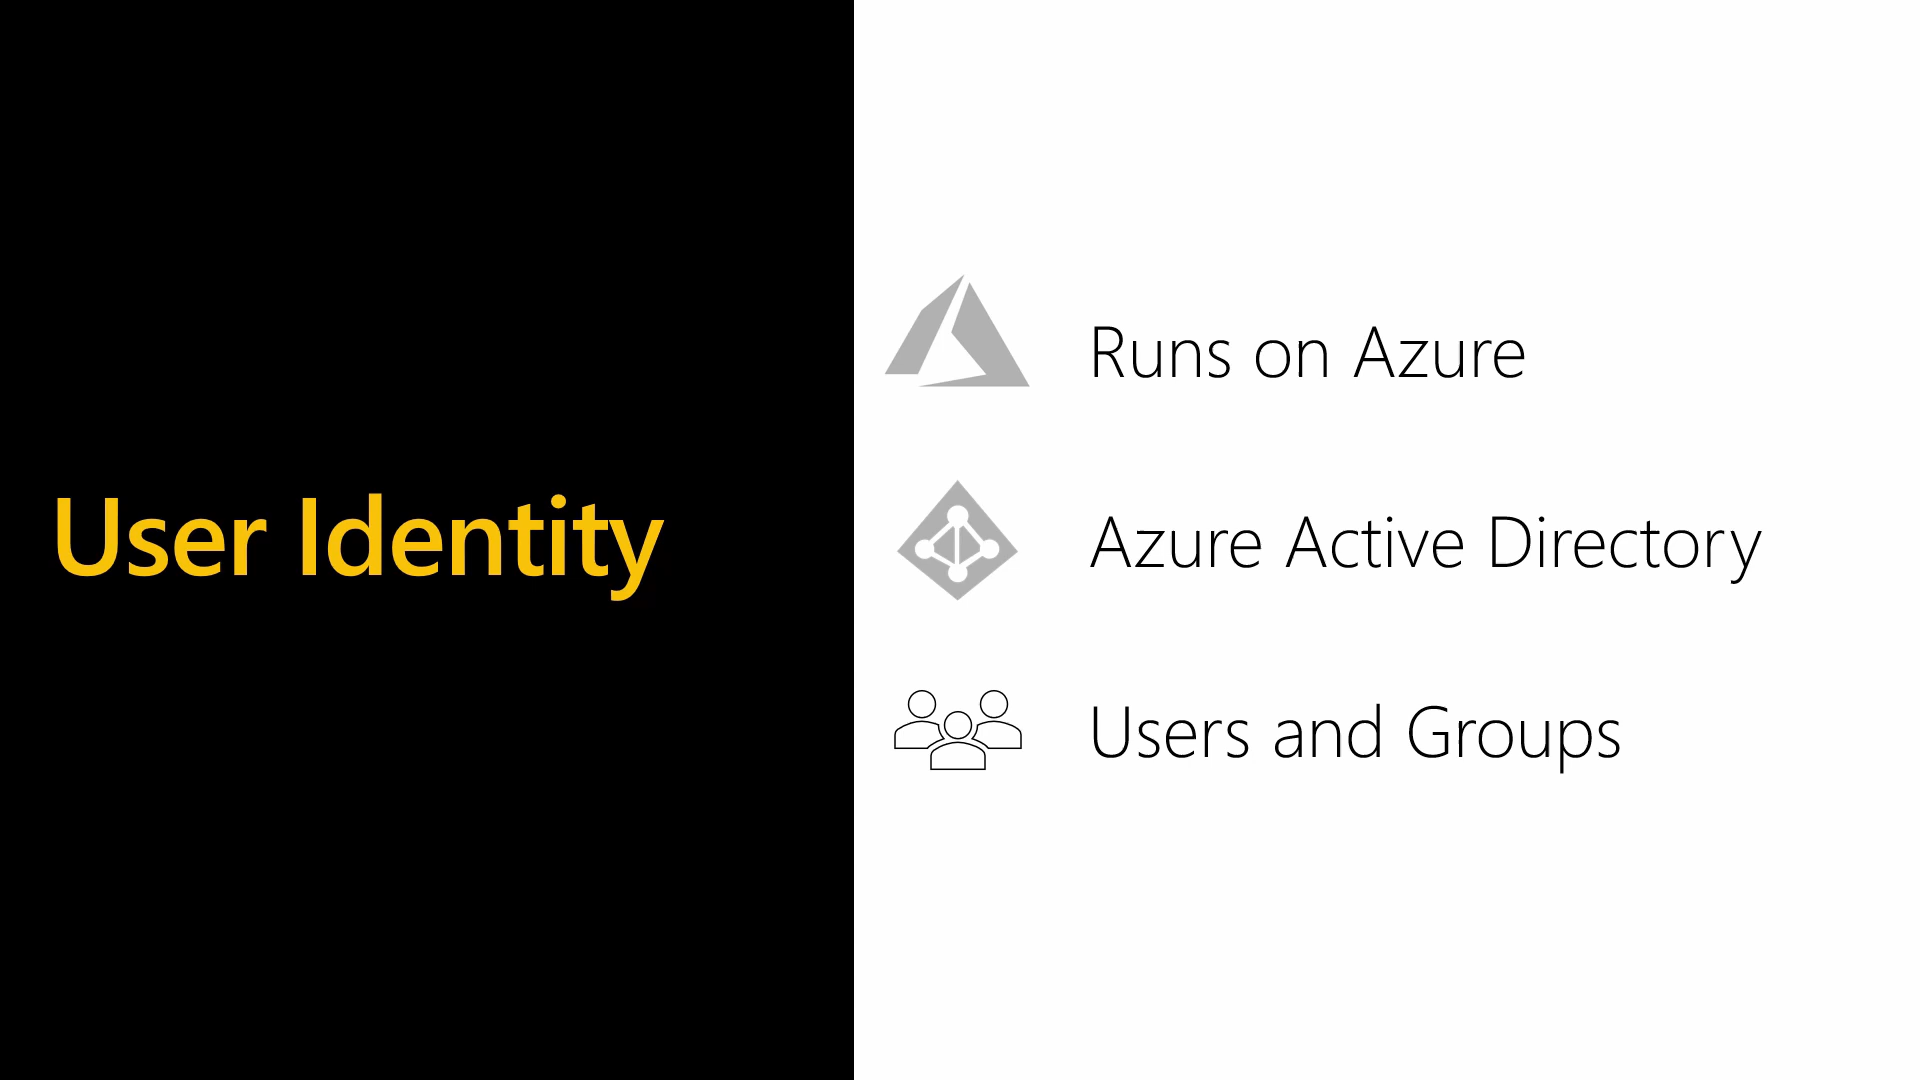 User Identity
Runs on Azure
Azure Active Directory
Users and Groups